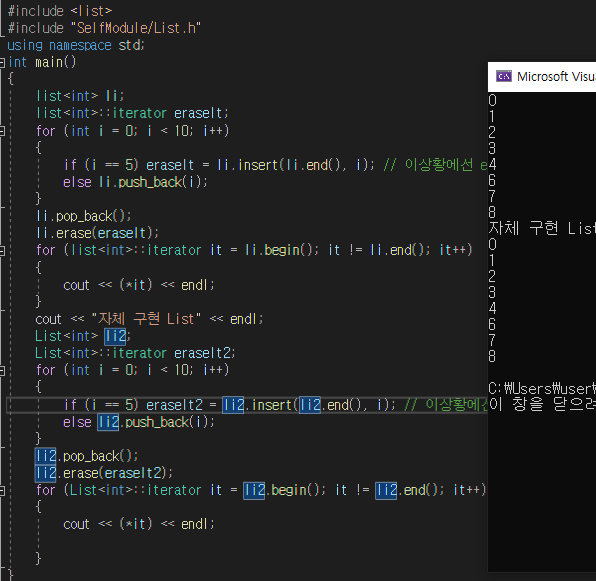 #include <list>
#include "SelfModule/List.h"
using namespace std;
int main()
{
list<int> li;
list<int>::iterator eraseIt;
for (int i = 0; i < 10; i++)
{
if (i == 5) eraseIt = li.insert(li.end(), i); // 이상황에선 e
else li.push_back(i);
}
li.pop_back();
li.erase(eraseIt);
for (list<int>::iterator it = li.begin(); it != li.end(); it++)
{
cout << (*it) << endl;
}
cout << "자체 구현 List" << endl;
List<int> li2;
List<int>::iterator eraseIt2;
for (int i = 0; i < 10; i++)
{
if (i == 5) eraseIt2 = li2.insert(li2.end(), i); // 이상황에선
else li2.push_back(i);
}
li2.pop_back();
li2.erase(eraseIt2);
for (List<int>::iterator it = li2.begin(); it != li2.end(); it++)
{
cout << (*it) << endl;
}
}
Microsoft Visua
0
1
2
3
4
6
7
8
자체 구현 List
0
1
2
3
4
6
7
8
C:\Users\user\
이 창을 닫으려